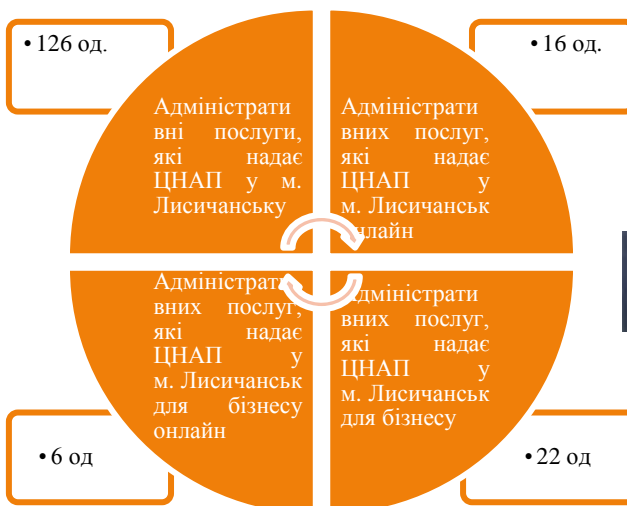 • 126 од.
• 16 од.
Адміністрати
вні послуги,
які надає
ЦНАП у м.
Лисичанську
Адміністрати
вних послуг,
які надає
ЦНАП у
м. Лисичанськ
онлайн
Адміністрати
вних послуг,
які надає
ЦНАП у
м. Лисичанськ
для бізнесу
онлайн
Адміністрати
вних послуг,
які надає
ЦНАП у
м. Лисичанськ
для бізнесу
• 6 од
• 22 од